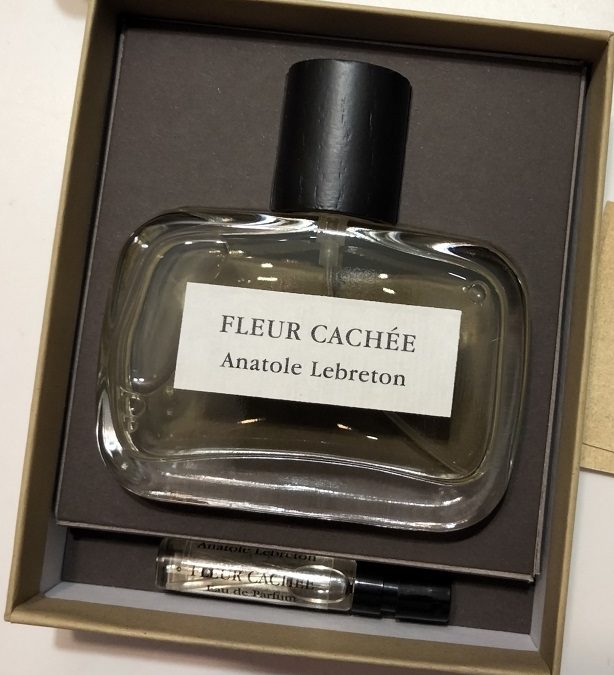 FLEUR CACHÉE
Anatole Lebreton
Anatole Lebreton
FLEUR CACHÉE
Eau de Parfum